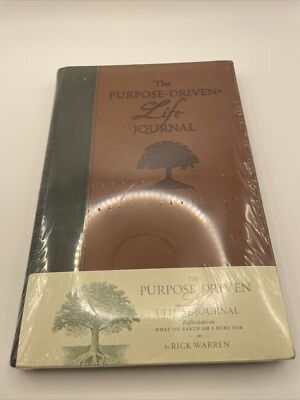 The
PURPOSE-DRIVEN®
Life
JOURNAL
THE
PURPOSE DRIVEN
JOURNAL
Reflections on
WHAT ON EARTH AM I HERE FOR
by RICK WARREN